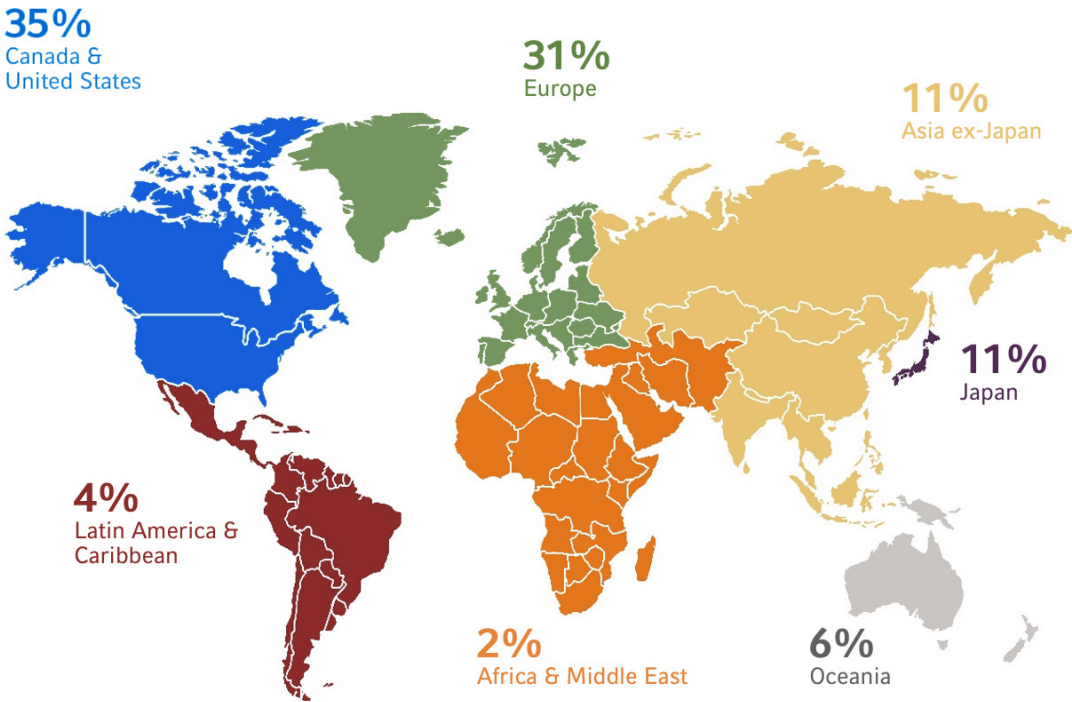 35%
Canada &
United States
31%
Europe
11%
Asia ex-Japan
11%
Japan
4%
Latin America &
Caribbean
2%
Africa & Middle East
6%
Oceania